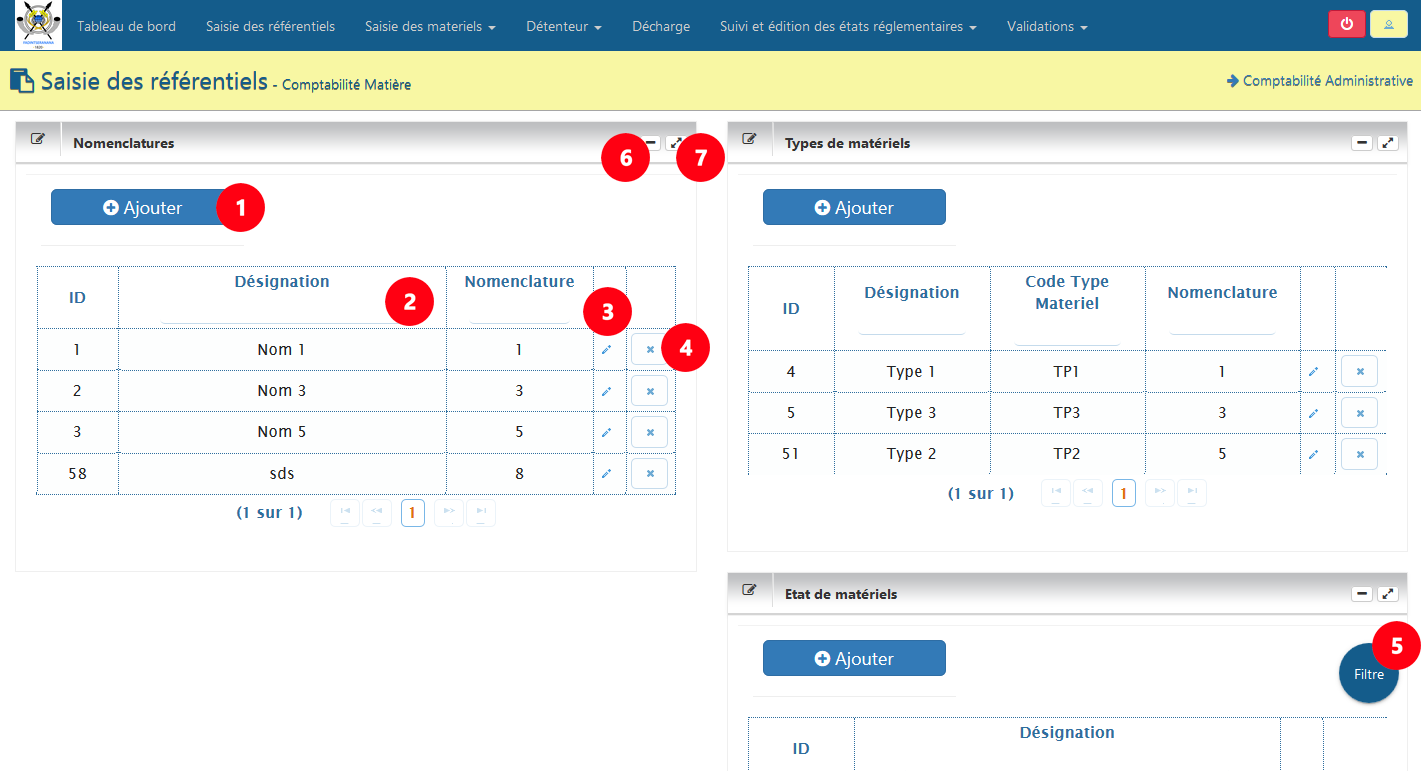 Tableau de bord Saisie des référentiels Saisie des materiels Détenteur Décharge Suivi et édition des états réglementaires Validations
Saisie des référentiels - Comptabilité Matière
Comptabilité Administrative
Nomenclatures
6
7
Ajouter
1
ID Désignation Nomenclature
2
3
1 Nom 1 1
4
2 Nom 3 3
3 Nom 5 5
58 sds 8
(1 sur 1) 1
Types de matériels
Ajouter
ID Désignation Code Type Materiel Nomenclature
4 Type 1 TP1 1
5 Type 3 TP3 3
51 Type 2 TP2 5
(1 sur 1) 1
Etat de matériels
Ajouter
5
Filtre
ID Désignation